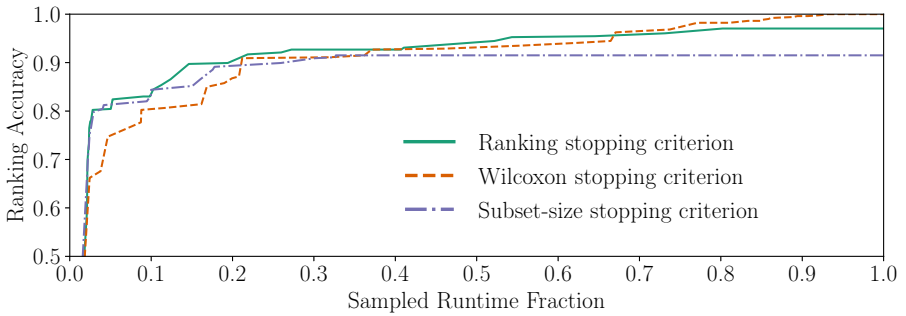 1.0
0.9
0.8
0.7
0.6
0.5
Ranking Accuracy
Ranking stopping criterion
Wilcoxon stopping criterion
Subset-size stopping criterion
0.0 0.1 0.2 0.3 0.4 0.5 0.6 0.7 0.8 0.9 1.0
Sampled Runtime Fraction